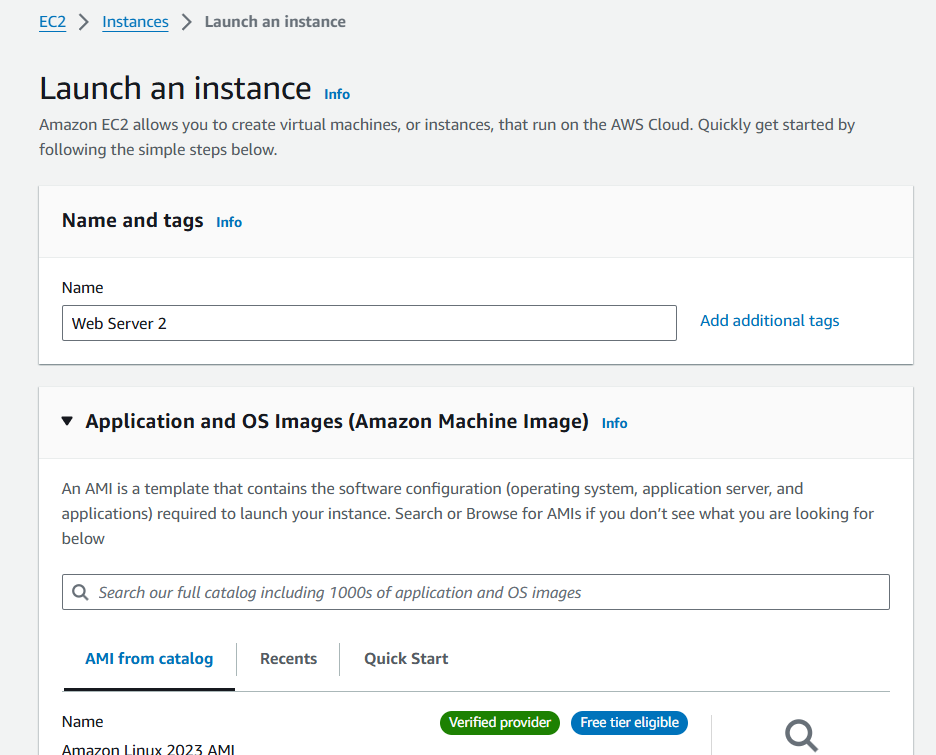 EC2 > Instances > Launch an instance
Launch an instance Info
Amazon EC2 allows you to create virtual machines, or instances, that run on the AWS Cloud. Quickly get started by
following the simple steps below.
Name and tags Info
Name
Web Server 2
Add additional tags
Application and OS Images (Amazon Machine Image) Info
An AMI is a template that contains the software configuration (operating system, application server, and
applications) required to launch your instance. Search or Browse for AMIs if you don’t see what you are looking for
below
Search our full catalog including 1000s of application and OS images
AMI from catalog Recents Quick Start
Name
Verified provider Free tier eligible
Amazon Linux 2023 AMI